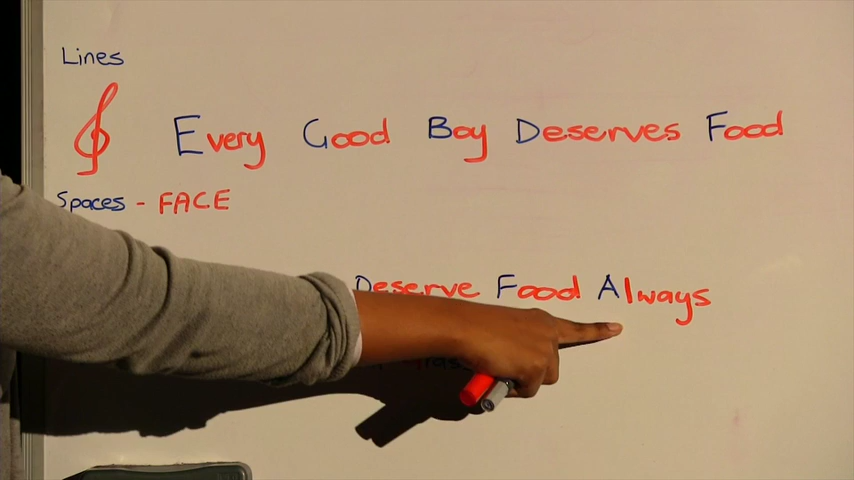 Lines
Every Good Boy Deserves Food
Spaces - FACE
Deserve Food Always